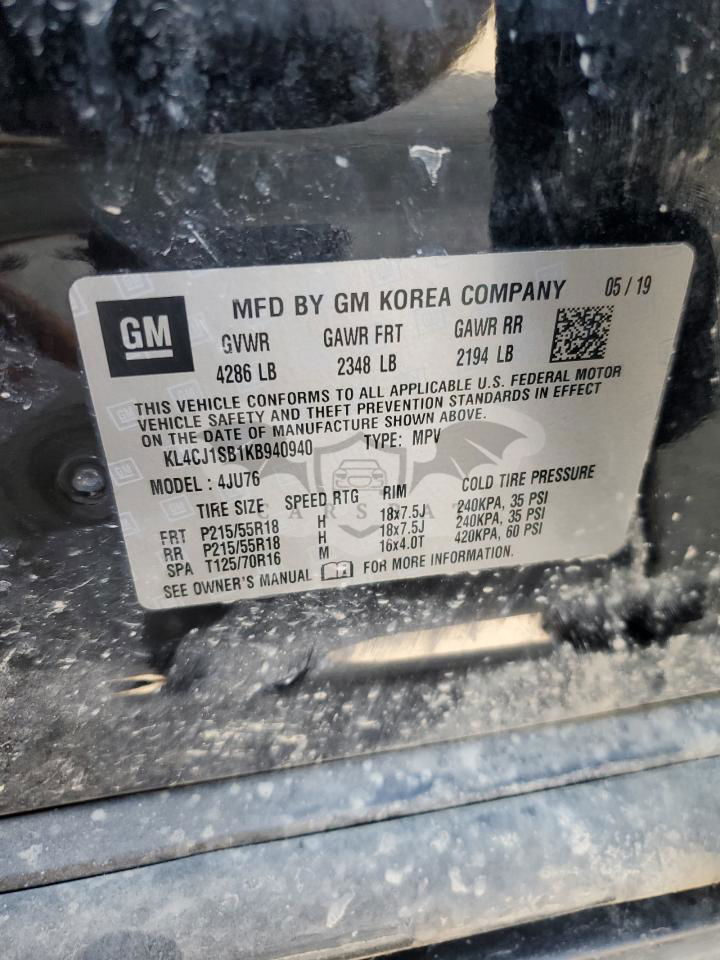 GM
MFD BY GM KOREA COMPANY 05 / 19
GVWR GAWR FRT GAWR RR
4286 LB 2348 LB 2194 LB
THIS VEHICLE CONFORMS TO ALL APPLICABLE U.S. FEDERAL MOTOR
VEHICLE SAFETY AND THEFT PREVENTION STANDARDS IN EFFECT
ON THE DATE OF MANUFACTURE SHOWN ABOVE.
KL4CJ1SB1KB940940 TYPE: MPV
MODEL : 4JU76
TIRE SIZE SPEED RTG RIM COLD TIRE PRESSURE
FRT P215/55R18 H 18x7.5J 240KPA, 35 PSI
RR P215/55R18 H 18x7.5J 240KPA, 35 PSI
SPA T125/70R16 M 16x4.0T 420KPA, 60 PSI
SEE OWNER'S MANUAL FOR MORE INFORMATION.